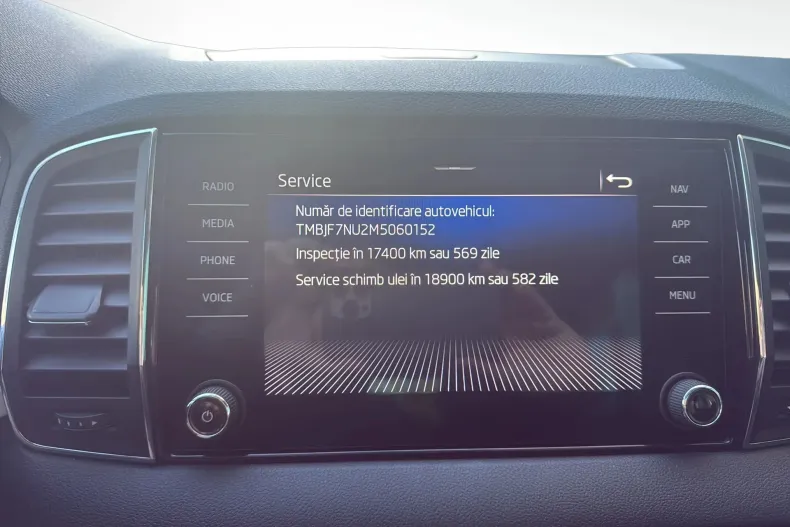 Service
Număr de identificare autovehicul:
TMBJF7NU2M5060152
Inspecţie în 17400 km sau 569 zile
Service schimb ulei în 18900 km sau 582 zile
RADIO
MEDIA
PHONE
VOICE
NAV
APP
CAR
MENU